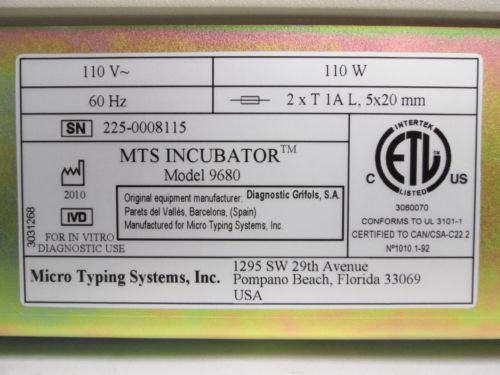 110 V~
110 W
60 Hz
2 x T 1A L, 5x20 mm
SN 225-0008115
MTS INCUBATOR™
Model 9680
2010
Original equipment manufacturer: Diagnostic Grifols, S.A.
Parets del Vallès, Barcelona, (Spain)
Manufactured for Micro Typing Systems, Inc.
IVD
FOR IN VITRO
DIAGNOSTIC USE
3031268
INTERTEK
C ETL US
LISTED
3060070
CONFORMS TO UL 3101-1
CERTIFIED TO CAN/CSA-C22.2
Nº1010.1-92
Micro Typing Systems, Inc.
1295 SW 29th Avenue
Pompano Beach, Florida 33069
USA